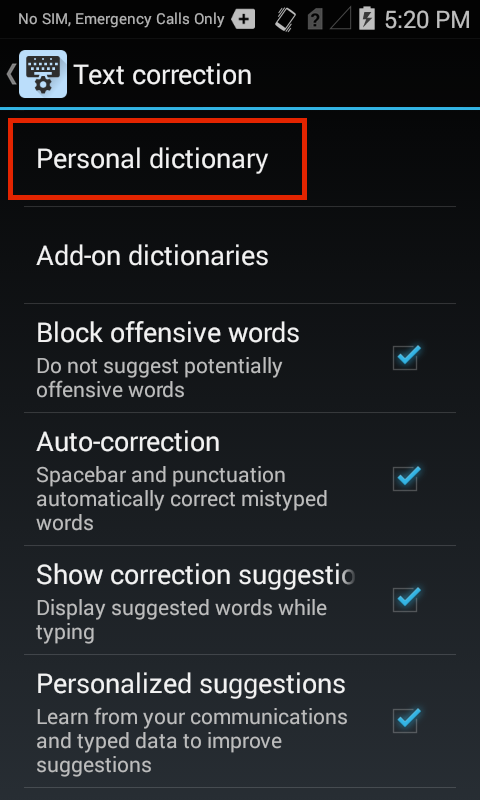 No SIM, Emergency Calls Only
5:20 PM
Text correction
Personal dictionary
Add-on dictionaries
Block offensive words
Do not suggest potentially
offensive words
Auto-correction
Spacebar and punctuation
automatically correct mistyped
words
Show correction suggestio
Display suggested words while
typing
Personalized suggestions
Learn from your communications
and typed data to improve
suggestions